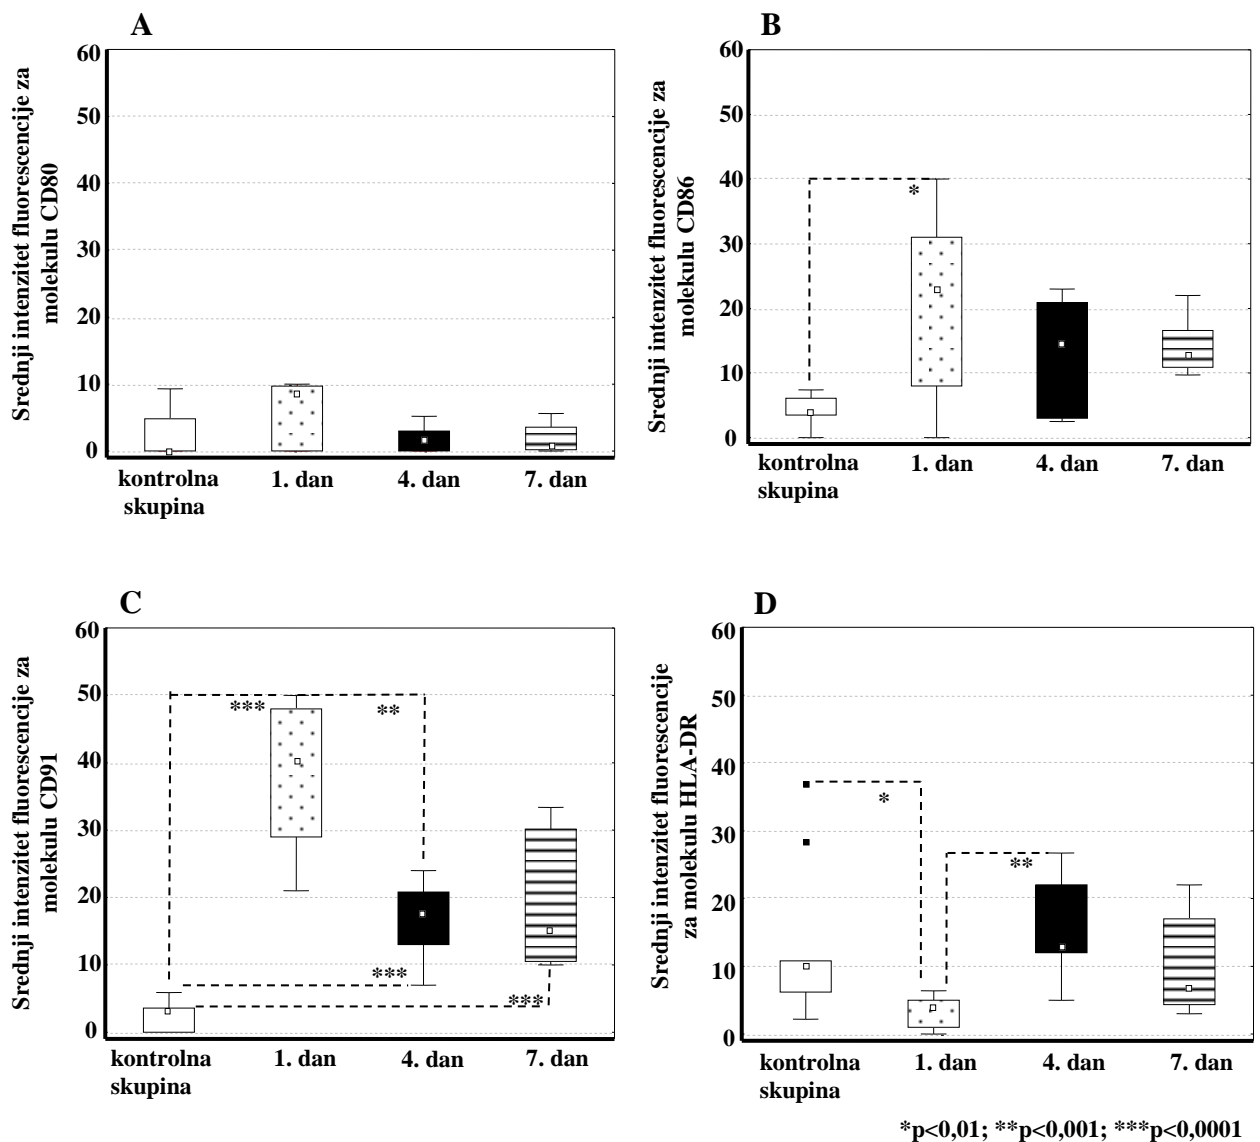 A
Srednji intenzitet fluorescencije za
molekulu CD80
60
50
40
30
20
10
0
kontrolna
skupina
1. dan
4. dan
7. dan
B
Srednji intenzitet fluorescencije za
molekulu CD86
60
50
40
30
20
10
0
*
kontrolna
skupina
1. dan
4. dan
7. dan
C
Srednji intenzitet fluorescencije za
molekulu CD91
60
50
40
30
20
10
0
***
**
***
***
kontrolna
skupina
1. dan
4. dan
7. dan
D
Srednji intenzitet fluorescencije
za molekulu HLA-DR
60
50
40
30
20
10
0
*
**
kontrolna
skupina
1. dan
4. dan
7. dan
*p<0,01; **p<0,001; ***p<0,0001